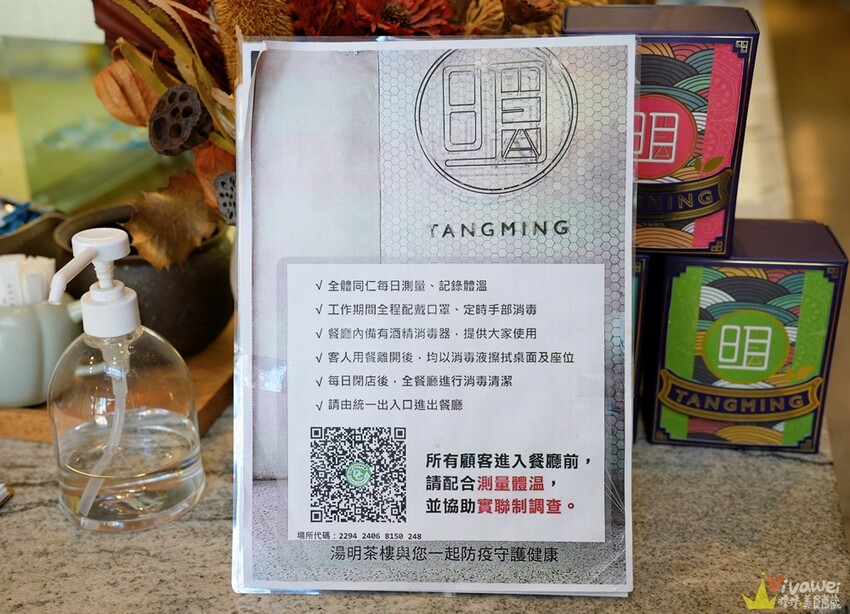 TANGMING
√ 全體同仁每日測量、記錄體溫
√ 工作期間全程配戴口罩、定時手部消毒
√ 餐廳內備有酒精消毒器，提供大家使用
√ 客人用餐離開後，均以消毒液擦拭桌面及座位
√ 每日閉店後，全餐廳進行消毒清潔
√ 請由統一出入口進出餐廳
所有顧客進入餐廳前，
請配合測量體溫，
並協助實聯制調查。
場所代碼：2294 2406 8150 248
湯明茶樓與您一起防疫守護健康
MING
TANGMING
Vivawei